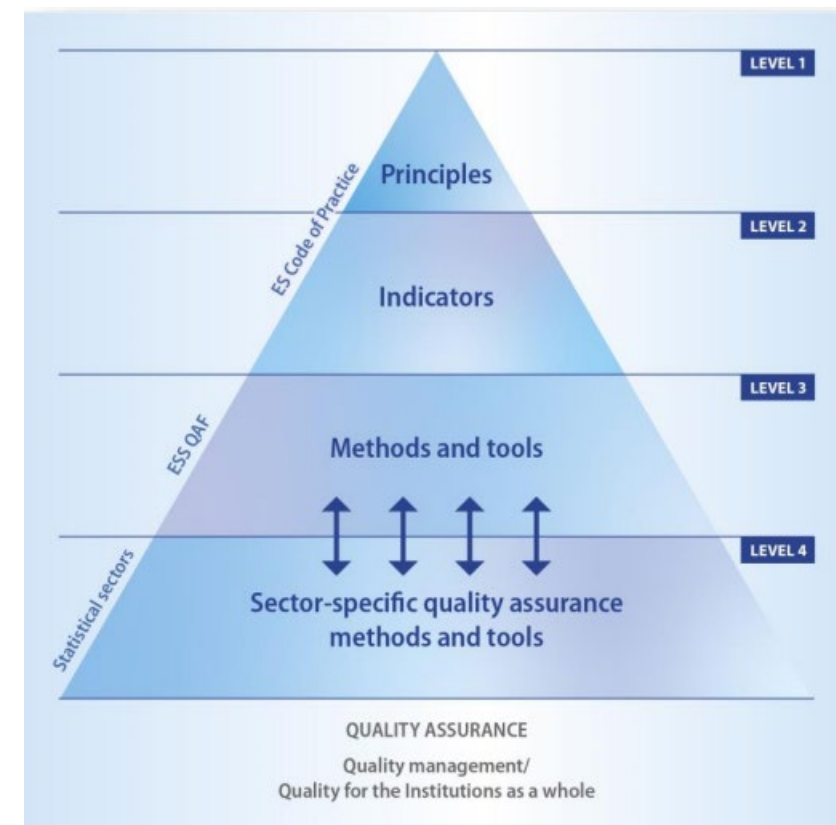 LEVEL 1
Principles
ES Code of Practice
LEVEL 2
Indicators
LEVEL 3
Methods and tools
ESS QAF
LEVEL 4
Sector-specific quality assurance
methods and tools
Statistical sectors
QUALITY ASSURANCE
Quality management/
Quality for the Institutions as a whole